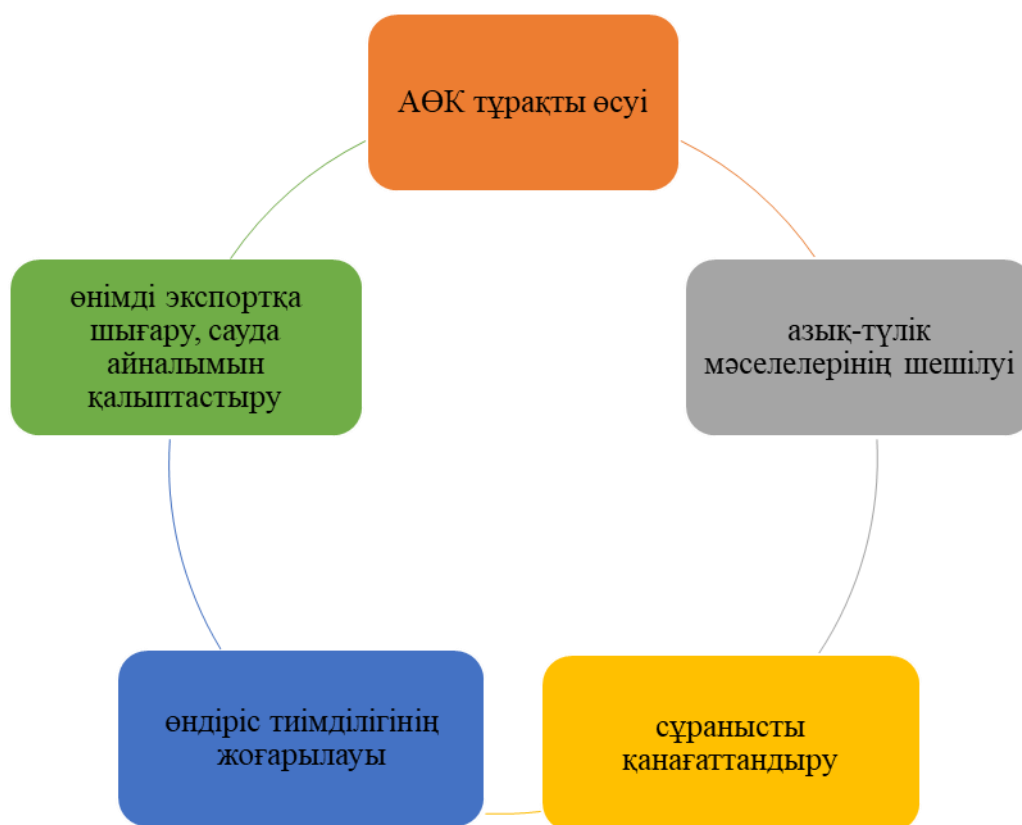 АӨК тұрақты өсуі
азық-түлік
мәселелерінің шешілуі
сұранысты
қанағаттандыру
өндіріс тиімділігінің
жоғарылауы
өнімді экспортқа
шығару, сауда
айналымын
қалыптастыру